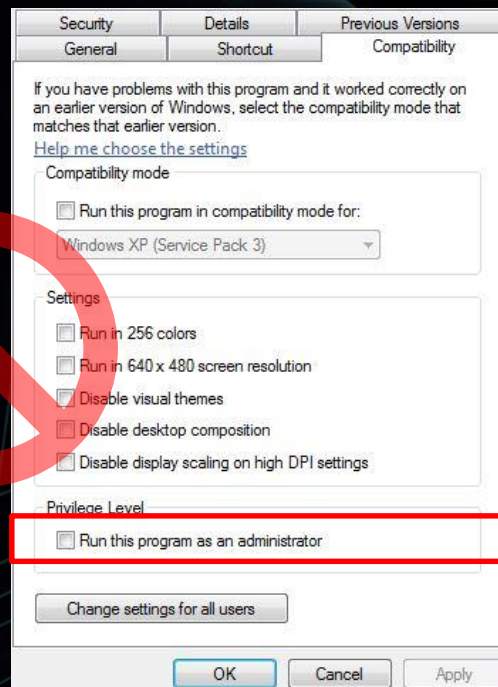 Security Details Previous Versions
General Shortcut Compatibility
If you have problems with this program and it worked correctly on
an earlier version of Windows, select the compatibility mode that
matches that earlier version.
Help me choose the settings
Compatibility mode
Run this program in compatibility mode for:
Windows XP (Service Pack 3)
Settings
Run in 256 colors
Run in 640 x 480 screen resolution
Disable visual themes
Disable desktop composition
Disable display scaling on high DPI settings
Privilege Level
Run this program as an administrator
Change settings for all users
OK Cancel Apply